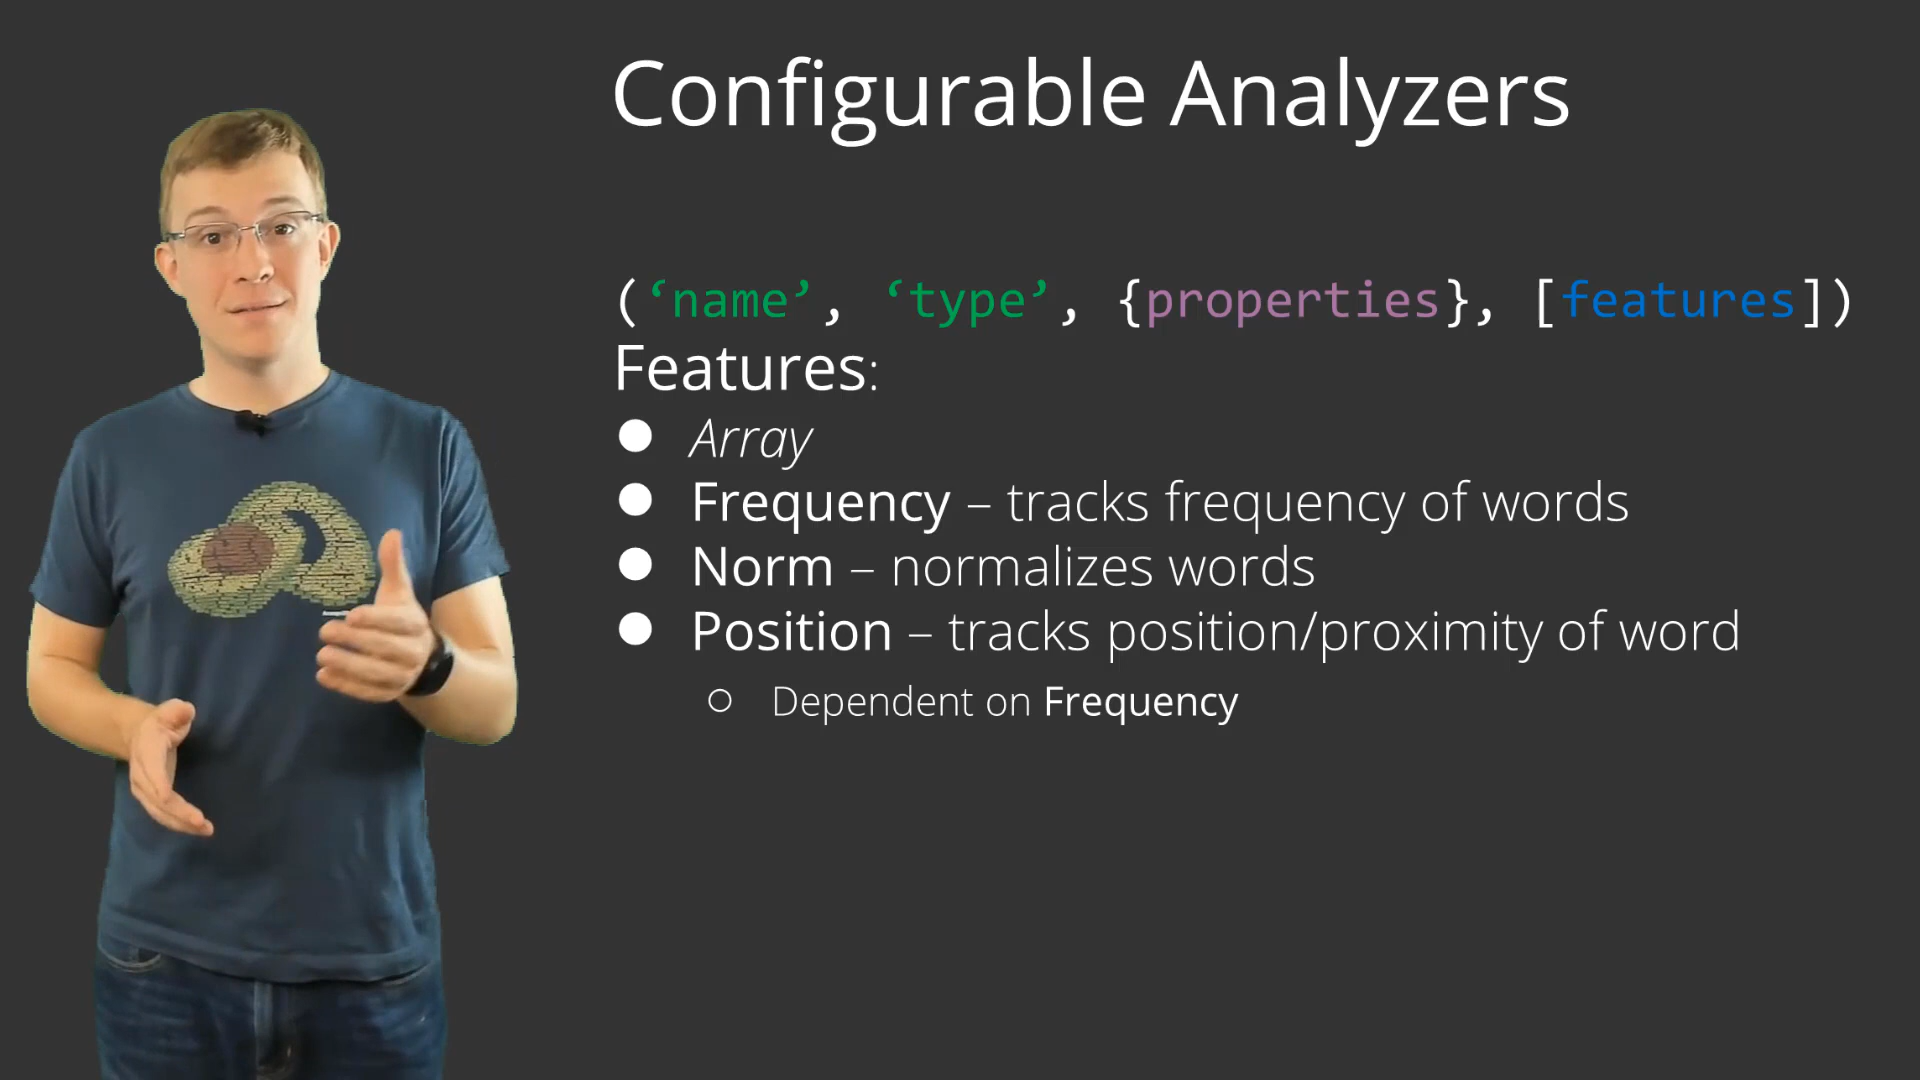 Configurable Analyzers
(‘name’, ‘type’, {properties}, [features])
Features:
● Array
● Frequency – tracks frequency of words
● Norm – normalizes words
● Position – tracks position/proximity of word
○ Dependent on Frequency